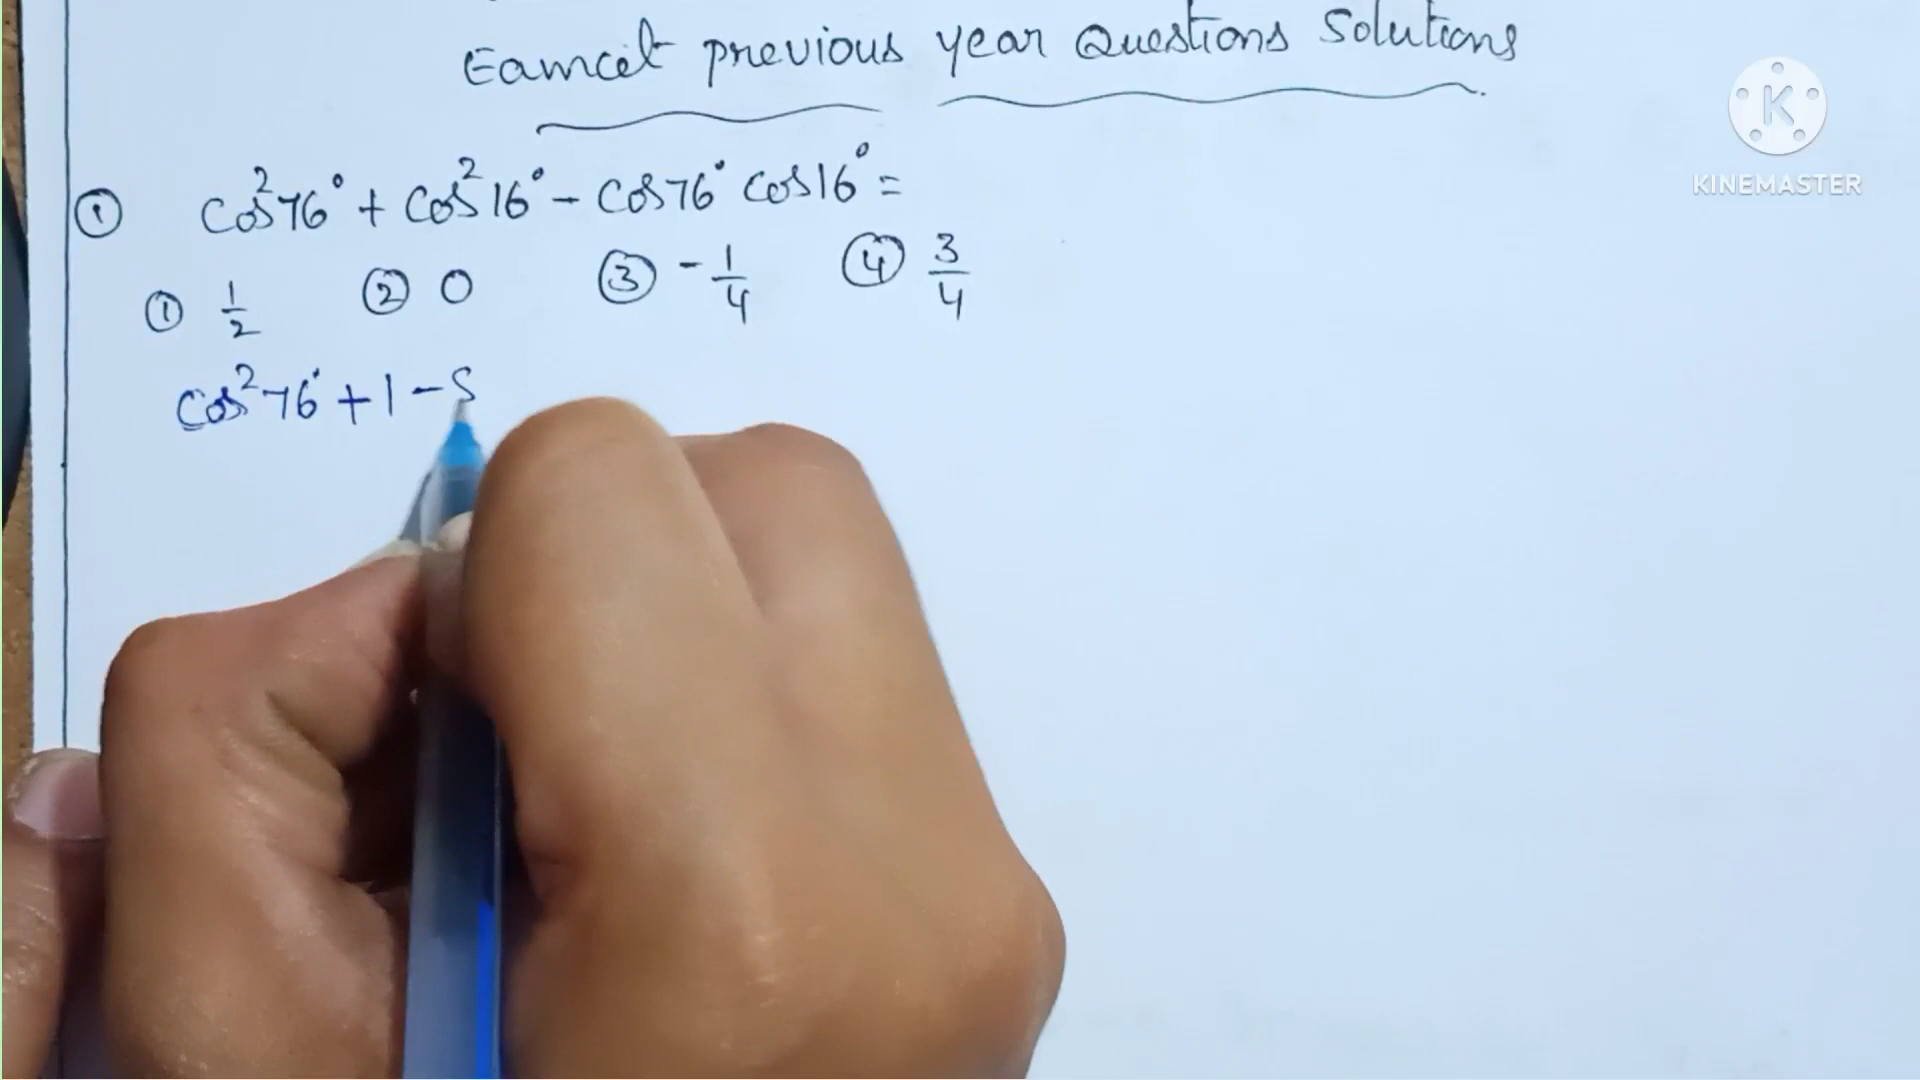 Eamcet previous year Questions Solutions
① cos²76° + cos²16° - cos76° cos16° =
① 1/2 ② 0 ③ -1/4 ④ 3/4
cos²76° + 1 - S
KINEMASTER